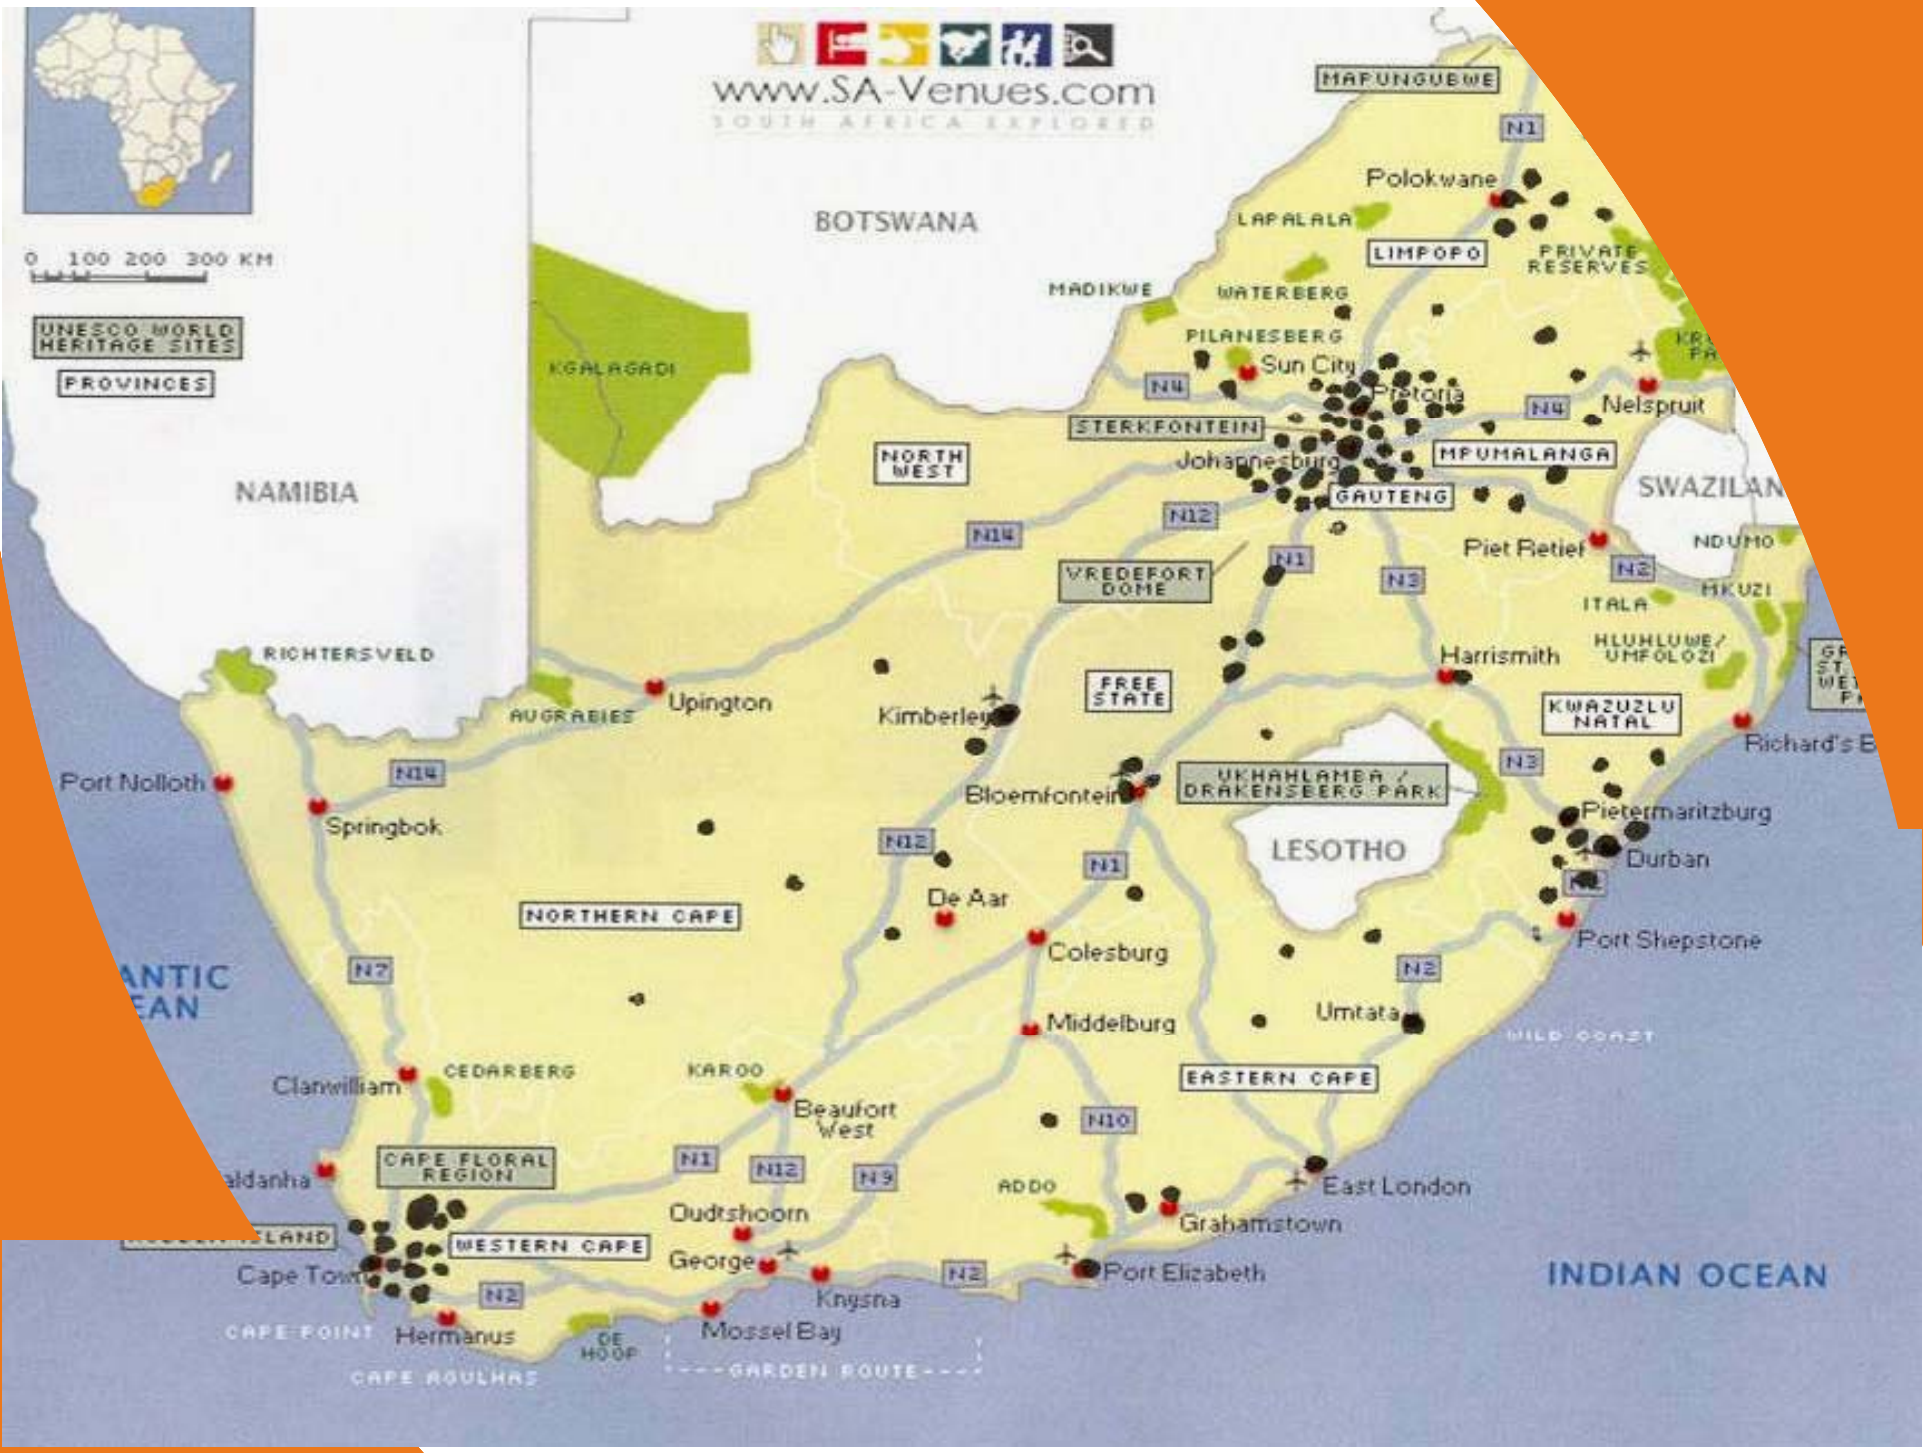 www.SA-Venues.com
SOUTH AFRICA EXPLORED
MAPUNGUBWE
N1
Polokwane
LAPALALA
BOTSWANA
LIMPOPO
PRIVATE
RESERVES
0 100 200 300 KM
MADIKWE
WATERBERG
UNESCO WORLD
HERITAGE SITES
PILANESBERG
Sun City
KGALAGADI
PROVINCES
N4
Pretoria
N4
Nelspruit
STERKFONTEIN
NORTH
WEST
Johannesburg
MPUMALANGA
NAMIBIA
GAUTENG
SWAZILAN
N12
N14
Piet Retief
NDUMO
N1
N3
N2
VREDEFORT
DOME
MKUZI
ITALA
RICHTERSVELD
Harrismith
HLUHLUWE/
UMFOLOZI
Upington
AUGRABIES
Kimberley
FREE
STATE
KWAZUZLU
NATAL
Richard's B
N14
N3
Port Nolloth
Bloemfontein
UKHAHLAMBA /
DRAKENSBERG PARK
Springbok
Pietermaritzburg
N12
LESOTHO
N1
Durban
De Aar
NORTHERN CAPE
Colesburg
Port Shepstone
ANTIC
EAN
N7
N2
Umtata
Middelburg
WILD COAST
Clanwilliam
CEDARBERG
KAROO
EASTERN CAPE
Beaufort
West
N10
CAPE FLORAL
REGION
N1
N12
N9
aldanha
ADDO
East London
Oudtshoorn
Grahamstown
ISLAND
WESTERN CAPE
George
Cape Town
N2
N2
Port Elizabeth
INDIAN OCEAN
Knysna
CAPE POINT
Hermanus
DE
HOOP
Mossel Bay
GARDEN ROUTE
CAPE AGULHAS